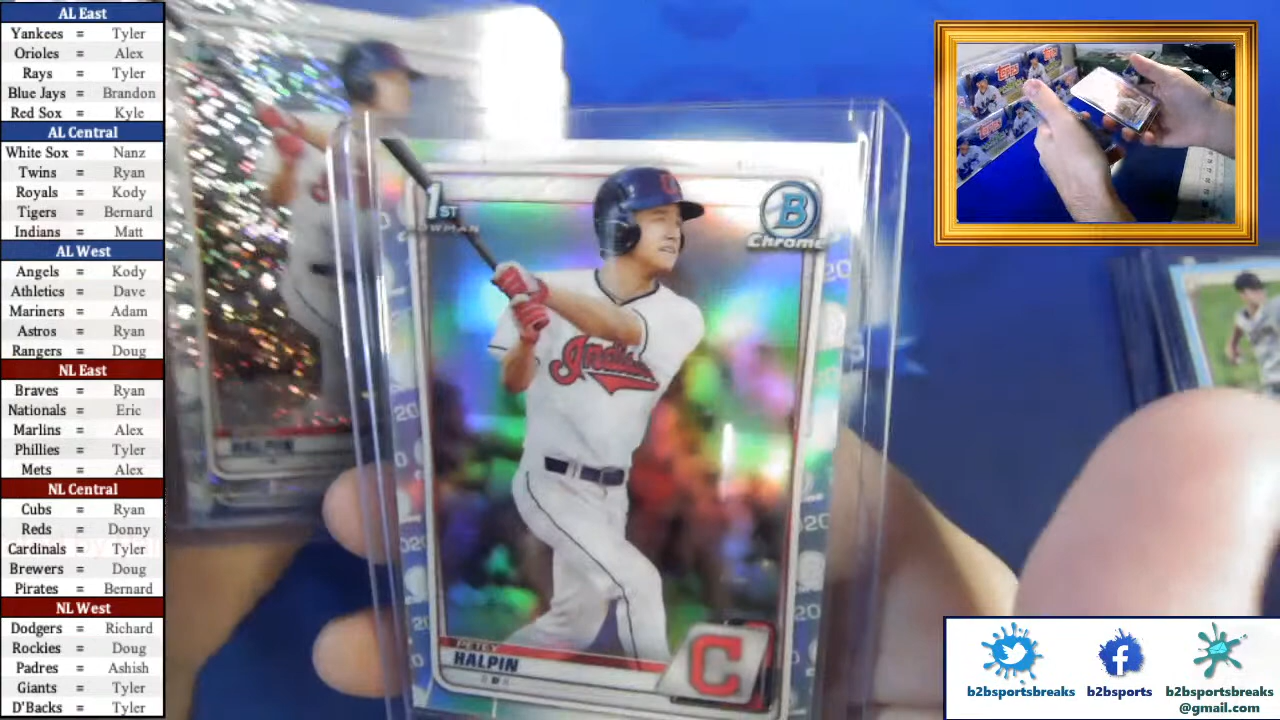 AL East
Yankees = Tyler
Orioles = Alex
Rays = Tyler
Blue Jays = Brandon
Red Sox = Kyle
AL Central
White Sox = Nanz
Twins = Ryan
Royals = Kody
Tigers = Bernard
Indians = Matt
AL West
Angels = Kody
Athletics = Dave
Mariners = Adam
Astros = Ryan
Rangers = Doug
NL East
Braves = Ryan
Nationals = Eric
Marlins = Alex
Phillies = Tyler
Mets = Alex
NL Central
Cubs = Ryan
Reds = Donny
Cardinals = Tyler
Brewers = Doug
Pirates = Bernard
NL West
Dodgers = Richard
Rockies = Doug
Padres = Ashish
Giants = Tyler
D'Backs = Tyler
1ST
BOWMAN
B
Chrome
Indians
PETEY
HALPIN
C
HALPIN
Topps
Topps
b2bsportsbreaks
b2bsports
b2bsportsbreaks
@gmail.com